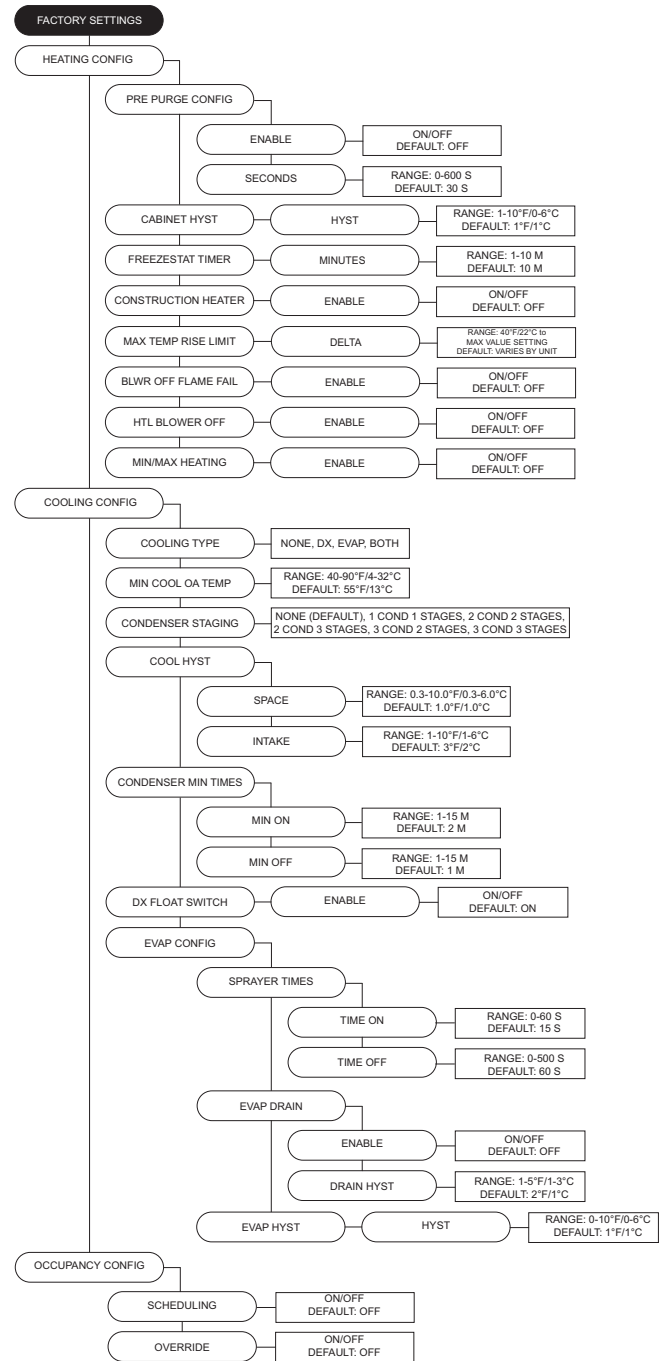 FACTORY SETTINGS
HEATING CONFIG
PRE PURGE CONFIG
ENABLE
ON/OFF
DEFAULT: OFF
SECONDS
RANGE: 0-600 S
DEFAULT: 30 S
CABINET HYST
HYST
RANGE: 1-10°F/0-6°C
DEFAULT: 1°F/1°C
FREEZESTAT TIMER
MINUTES
RANGE: 1-10 M
DEFAULT: 10 M
CONSTRUCTION HEATER
ENABLE
ON/OFF
DEFAULT: OFF
MAX TEMP RISE LIMIT
DELTA
RANGE: 40°F/22°C to
MAX VALUE SETTING
DEFAULT: VARIES BY UNIT
BLWR OFF FLAME FAIL
ENABLE
ON/OFF
DEFAULT: OFF
HTL BLOWER OFF
ENABLE
ON/OFF
DEFAULT: OFF
MIN/MAX HEATING
ENABLE
ON/OFF
DEFAULT: OFF
COOLING CONFIG
COOLING TYPE
NONE, DX, EVAP, BOTH
MIN COOL OA TEMP
RANGE: 40-90°F/4-32°C
DEFAULT: 55°F/13°C
CONDENSER STAGING
NONE (DEFAULT), 1 COND 1 STAGES, 2 COND 2 STAGES,
2 COND 3 STAGES, 3 COND 2 STAGES, 3 COND 3 STAGES
COOL HYST
SPACE
RANGE: 0.3-10.0°F/0.3-6.0°C
DEFAULT: 1.0°F/1.0°C
INTAKE
RANGE: 1-10°F/1-6°C
DEFAULT: 3°F/2°C
CONDENSER MIN TIMES
MIN ON
RANGE: 1-15 M
DEFAULT: 2 M
MIN OFF
RANGE: 1-15 M
DEFAULT: 1 M
DX FLOAT SWITCH
ENABLE
ON/OFF
DEFAULT: ON
EVAP CONFIG
SPRAYER TIMES
TIME ON
RANGE: 0-60 S
DEFAULT: 15 S
TIME OFF
RANGE: 0-500 S
DEFAULT: 60 S
EVAP DRAIN
ENABLE
ON/OFF
DEFAULT: OFF
DRAIN HYST
RANGE: 1-5°F/1-3°C
DEFAULT: 2°F/1°C
EVAP HYST
HYST
RANGE: 0-10°F/0-6°C
DEFAULT: 1°F/1°C
OCCUPANCY CONFIG
SCHEDULING
ON/OFF
DEFAULT: OFF
OVERRIDE
ON/OFF
DEFAULT: OFF